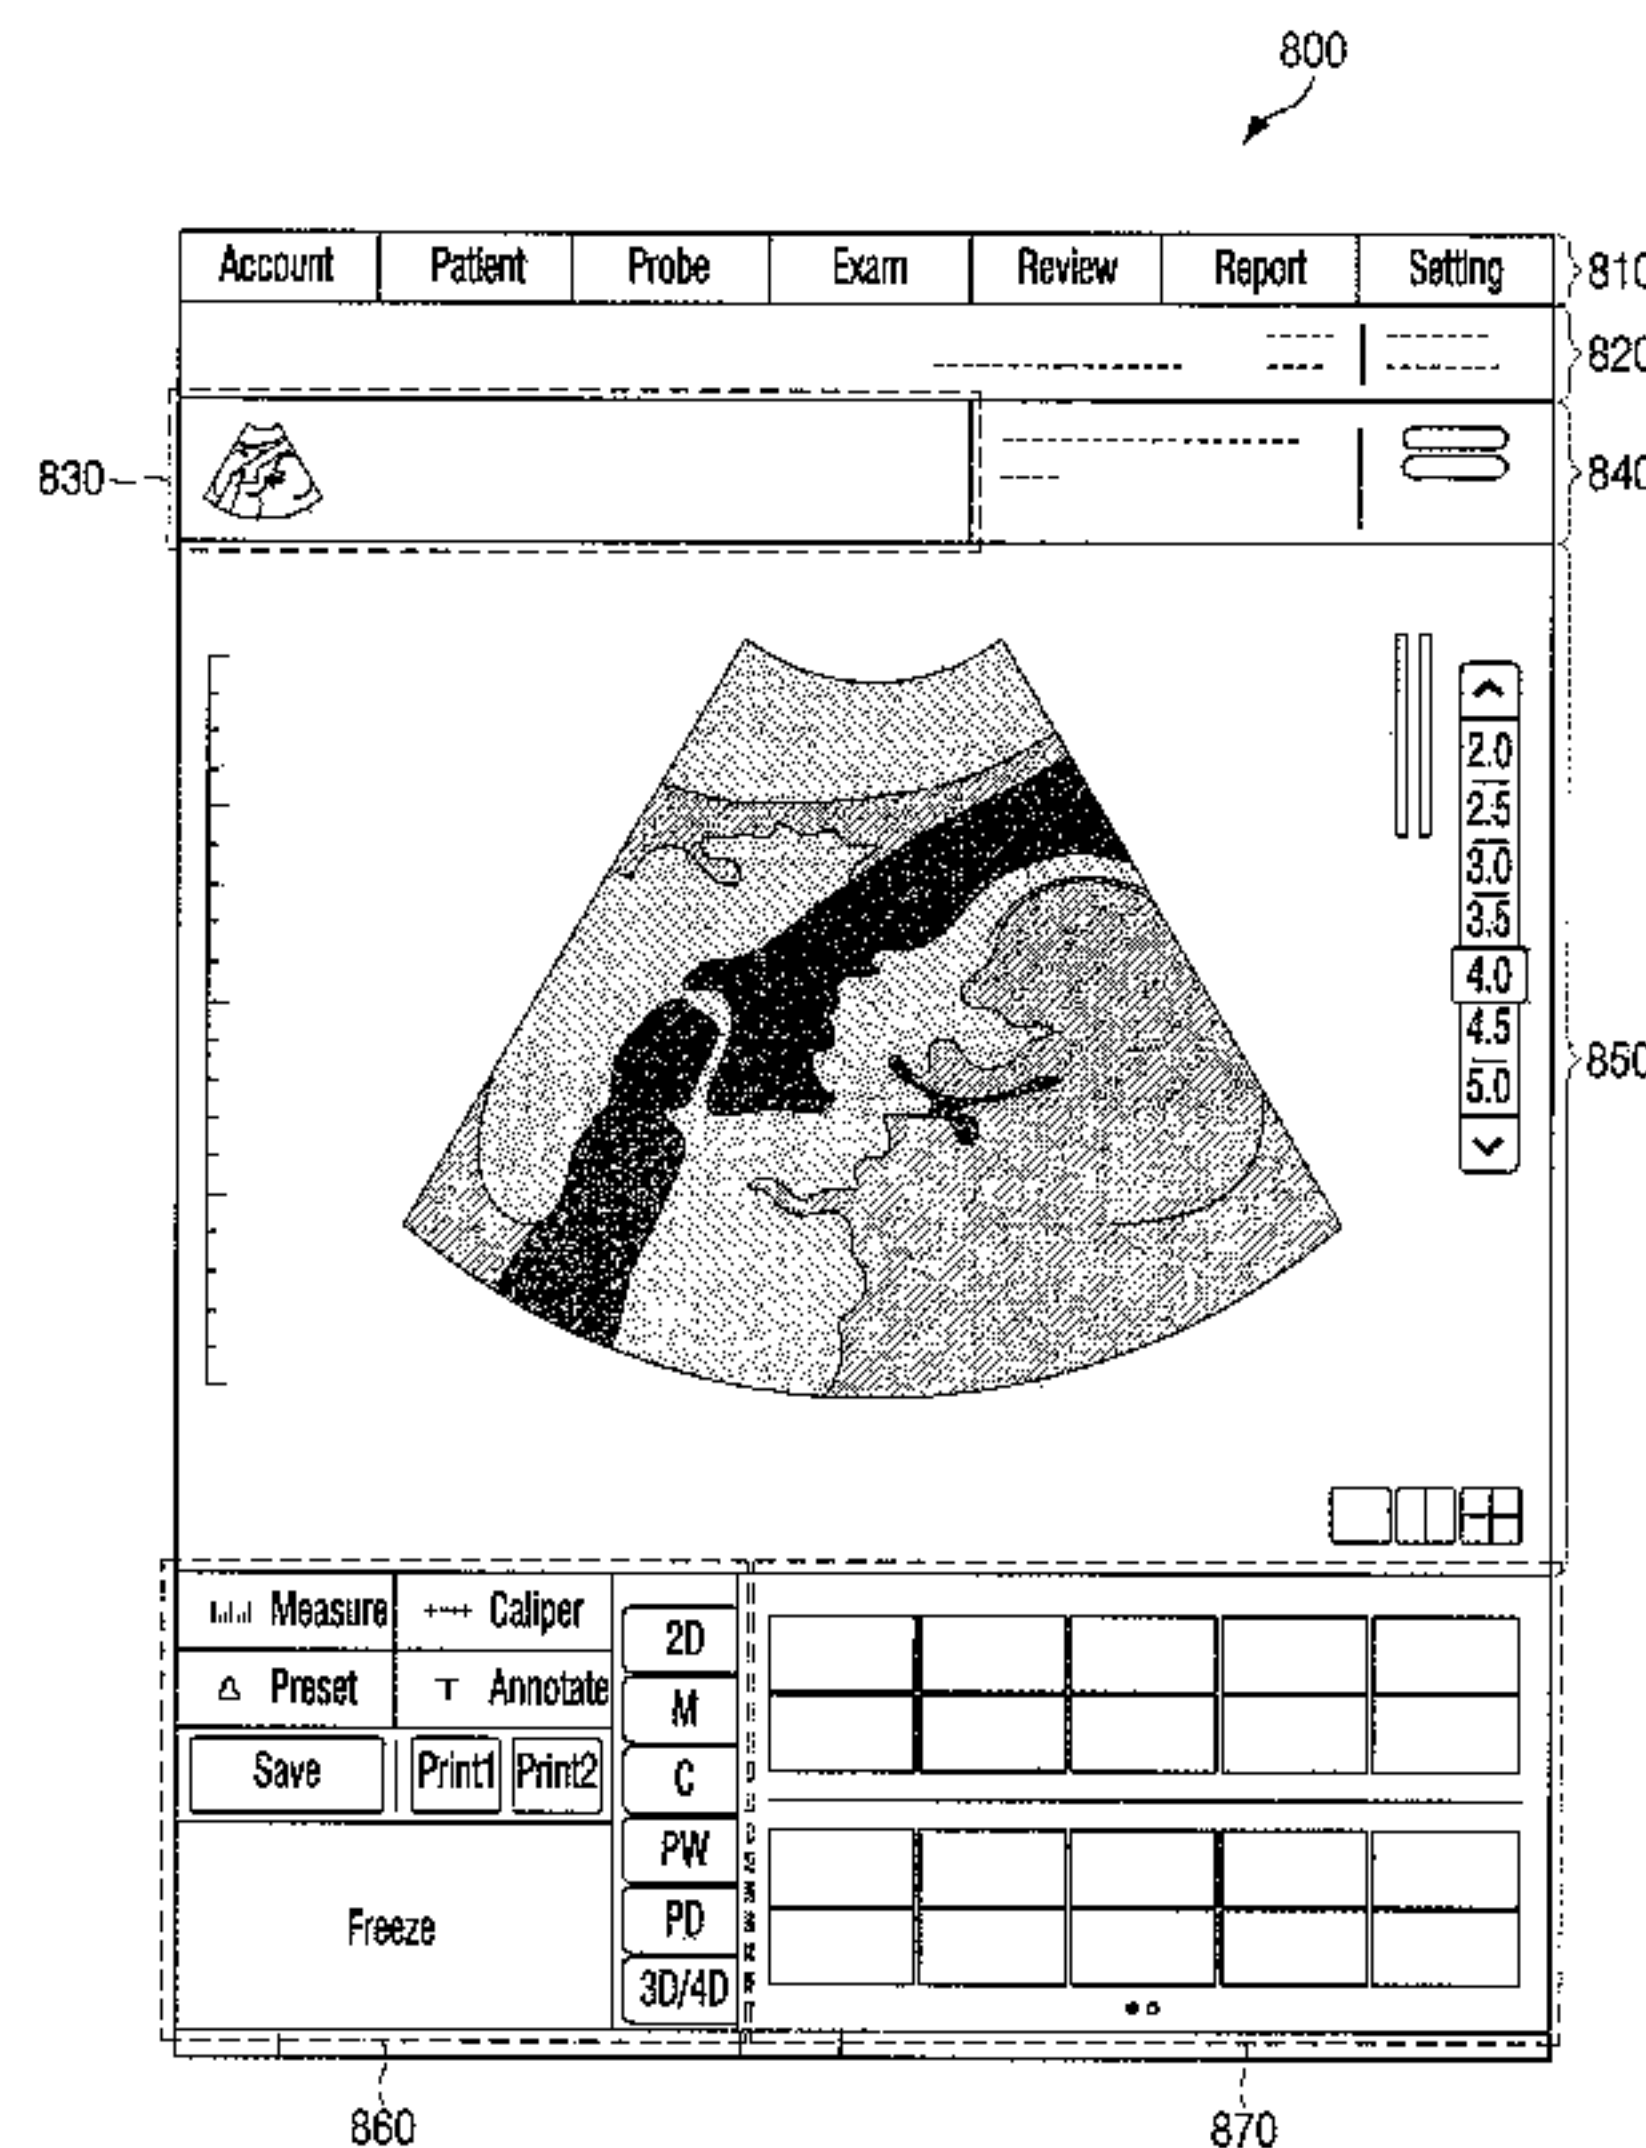 800
Account Patient Probe Exam Review Report Setting 810
820
830 840
2.0
2.5
3.0
3.5
4.0
4.5
5.0
850
Measure Caliper
Preset T Annotate
Save Print1 Print2
Freeze
2D
M
C
PW
PD
3D/4D
860 870